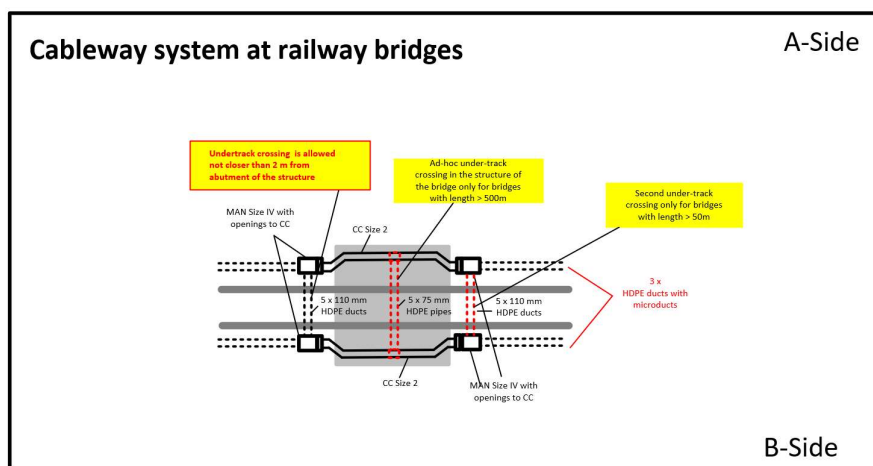 Cableway system at railway bridges
A-Side
Undertrack crossing is allowed
not closer than 2 m from
abutment of the structure
Ad-hoc under-track
crossing in the structure of
the bridge only for bridges
with length > 500m
Second under-track
crossing only for bridges
with length > 50m
MAN Size IV with
openings to CC
CC Size 2
3 x
HDPE ducts with
microducts
5 x 110 mm
HDPE ducts
5 x 75 mm
HDPE pipes
5 x 110 mm
HDPE ducts
CC Size 2
MAN Size IV with
openings to CC
B-Side